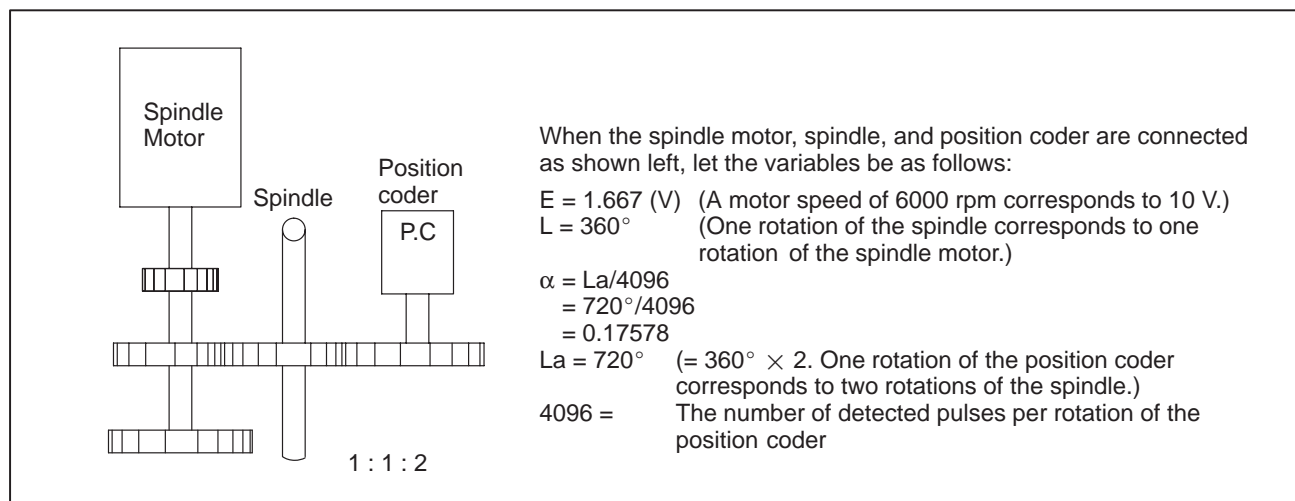 Spindle
Motor
Spindle
Position
coder
P.C
1 : 1 : 2
When the spindle motor, spindle, and position coder are connected
as shown left, let the variables be as follows:
E = 1.667 (V) (A motor speed of 6000 rpm corresponds to 10 V.)
L = 360° (One rotation of the spindle corresponds to one
rotation of the spindle motor.)
α = La/4096
= 720°/4096
= 0.17578
La = 720° (= 360° × 2. One rotation of the position coder
corresponds to two rotations of the spindle.)
4096 = The number of detected pulses per rotation of the
position coder